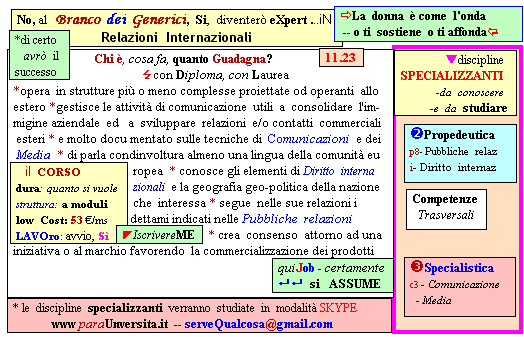 No, al Branco dei Generici, Si, diventerò eXpert ...iN
Relazioni Internazionali
⇨La donna è come l'onda
-- o ti sostiene o ti affonda
*di certo
avrò il
successo
Chi è, cosa fa, quanto Guadagna?
con Diploma, con Laurea
11.23
*opera in strutture più o meno complesse proiettate od operanti allo
estero *gestisce le attività di comunicazione utili a consolidare l'im-
migine aziendale ed a sviluppare relazioni e/o contatti commerciali
esteri * e molto docu mentato sulle tecniche di Comunicazioni e dei
Media * di parla condinvoltura almeno una lingua della comunità eu
ropea * conosce gli elementi di Diritto interna
zionali e la geografia geo-politica della nazione
che interessa * segue nelle sue relazioni i
dettami indicati nelle Pubbliche relazioni
* crea consenso attorno ad una
iniziativa o al marchio favorendo la commercializzazione dei prodotti
il CORSO
dura: quanto si vuole
struttura: a moduli
low Cost: 53 €/ms
LAVOro: avvio, Si
IscrivereME
qui Job - certamente
↵ ↵ si ASSUME
▼discipline
SPECIALIZZANTI
-da conoscere
-e da studiare
❷Propedeutica
p8- Pubbliche relaz
i- Diritto internaz
Competenze
Trasversali
❸Specialistica
c3 - Comunicazione
- Media
* le discipline specializzanti verranno studiate in modalità SKYPE
www.paraUnversita.it -- serveQualcosa@gmail.com